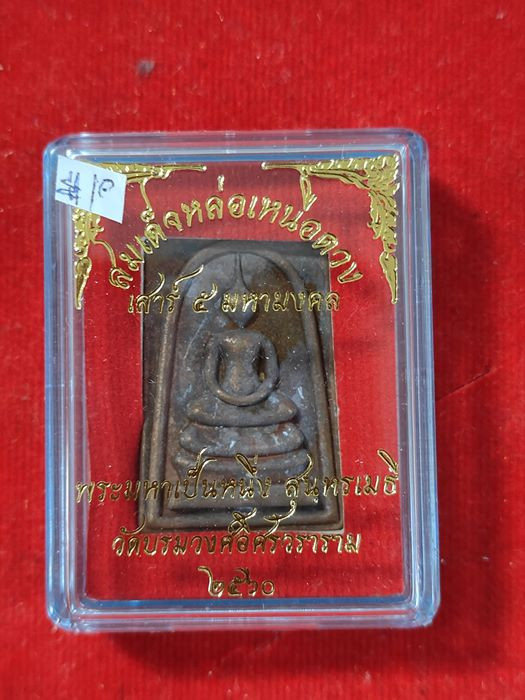 สมเด็จหล่อเหนือดวง
เสาร์ ๕ มหามงคล
พระมหาเป็นหนึ่ง สุนฺทรเมธี
วัดบรมวงศ์อิศรวราราม
๒๕๖๐